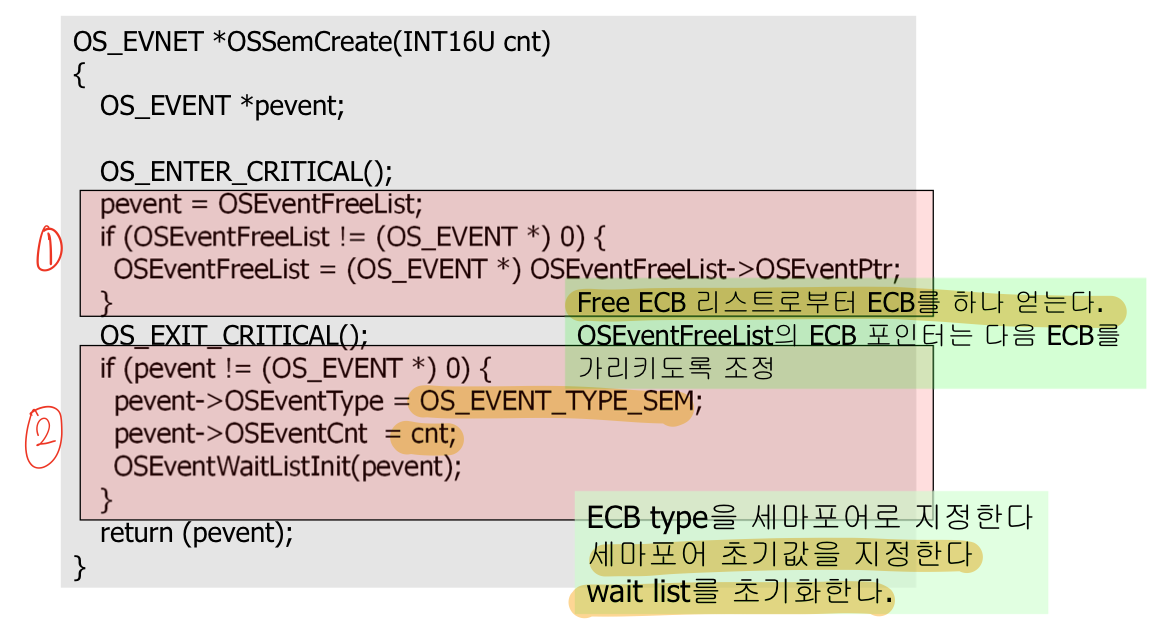 OS_EVNET *OSSemCreate(INT16U cnt)
{
OS_EVENT *pevent;
OS_ENTER_CRITICAL();
pevent = OSEventFreeList;
① if (OSEventFreeList != (OS_EVENT *) 0) {
OSEventFreeList = (OS_EVENT *) OSEventFreeList->OSEventPtr;
}
Free ECB 리스트로부터 ECB를 하나 얻는다.
OS_EXIT_CRITICAL();
OSEventFreeList의 ECB 포인터는 다음 ECB를
가리키도록 조정
if (pevent != (OS_EVENT *) 0) {
pevent->OSEventType = OS_EVENT_TYPE_SEM;
② pevent->OSEventCnt = cnt;
OSEventWaitListInit(pevent);
}
ECB type을 세마포어로 지정한다
세마포어 초기값을 지정한다
wait list를 초기화한다.
return (pevent);
}